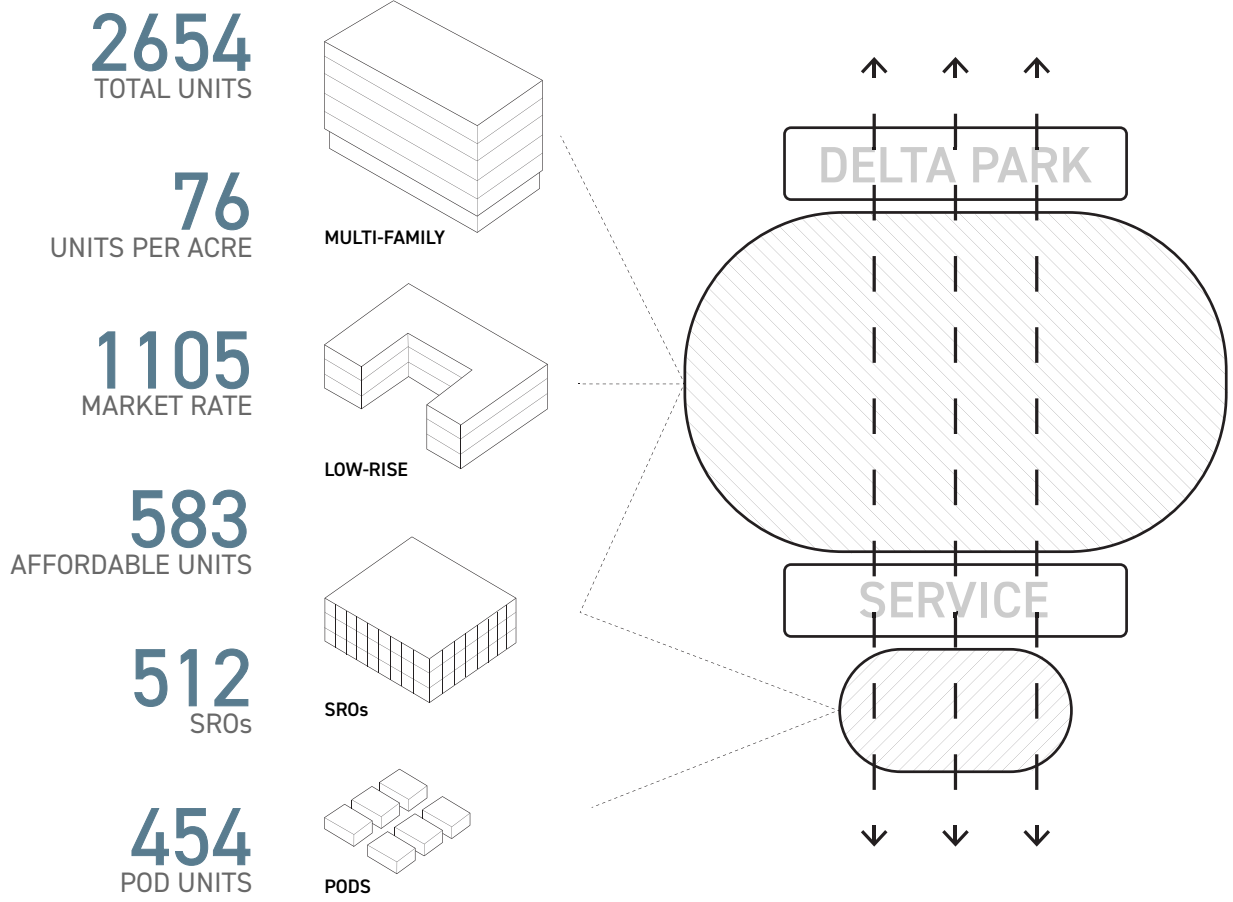 2654
TOTAL UNITS
76
UNITS PER ACRE
1105
MARKET RATE
583
AFFORDABLE UNITS
512
SROs
454
POD UNITS
MULTI-FAMILY
LOW-RISE
SROs
PODS
DELTA PARK
SERVICE